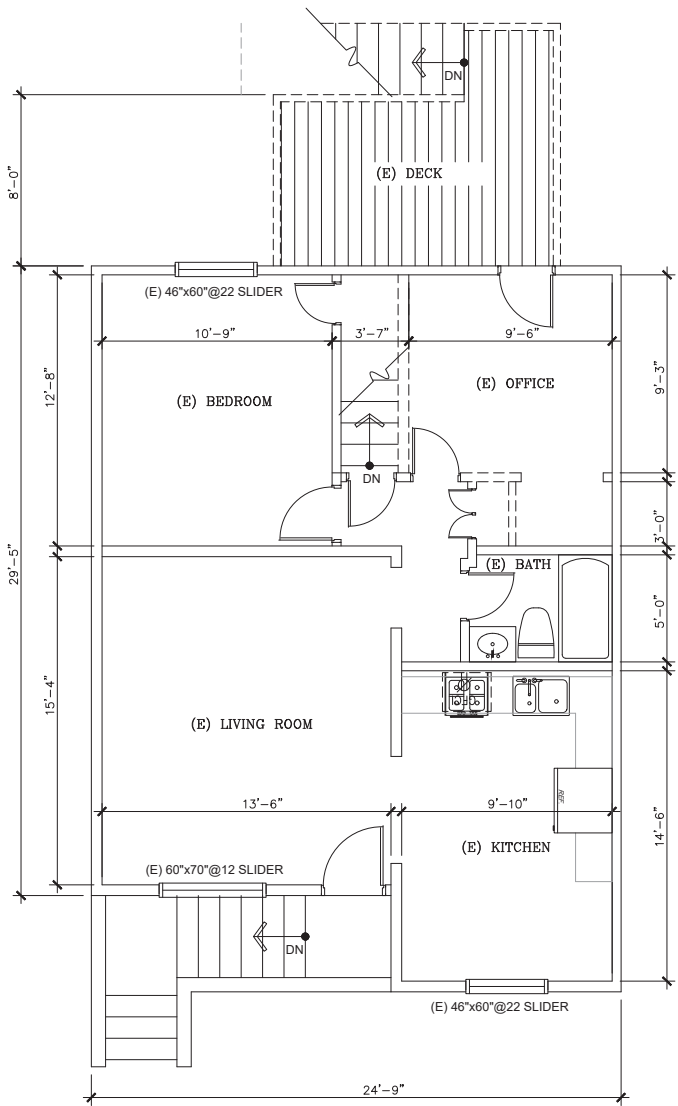 DN
8'-0"
(E) DECK
(E) 46"x60"@22 SLIDER
10'-9"
3'-7"
9'-6"
12'-8"
9'-3"
(E) BEDROOM
(E) OFFICE
DN
29'-5"
3'-0"
(E) BATH
5'-0"
15'-4"
(E) LIVING ROOM
13'-6"
9'-10"
REF.
14'-6"
(E) KITCHEN
(E) 60"x70"@12 SLIDER
DN
(E) 46"x60"@22 SLIDER
24'-9"